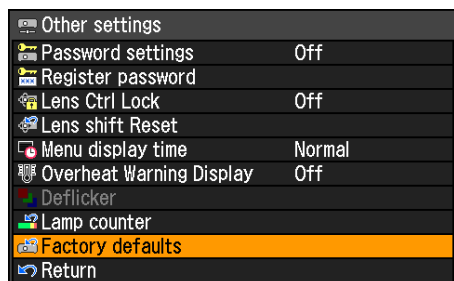 Other settings
Password settings Off
Register password
Lens Ctrl Lock Off
Lens shift Reset
Menu display time Normal
Overheat Warning Display Off
Deflicker
Lamp counter
Factory defaults
Return